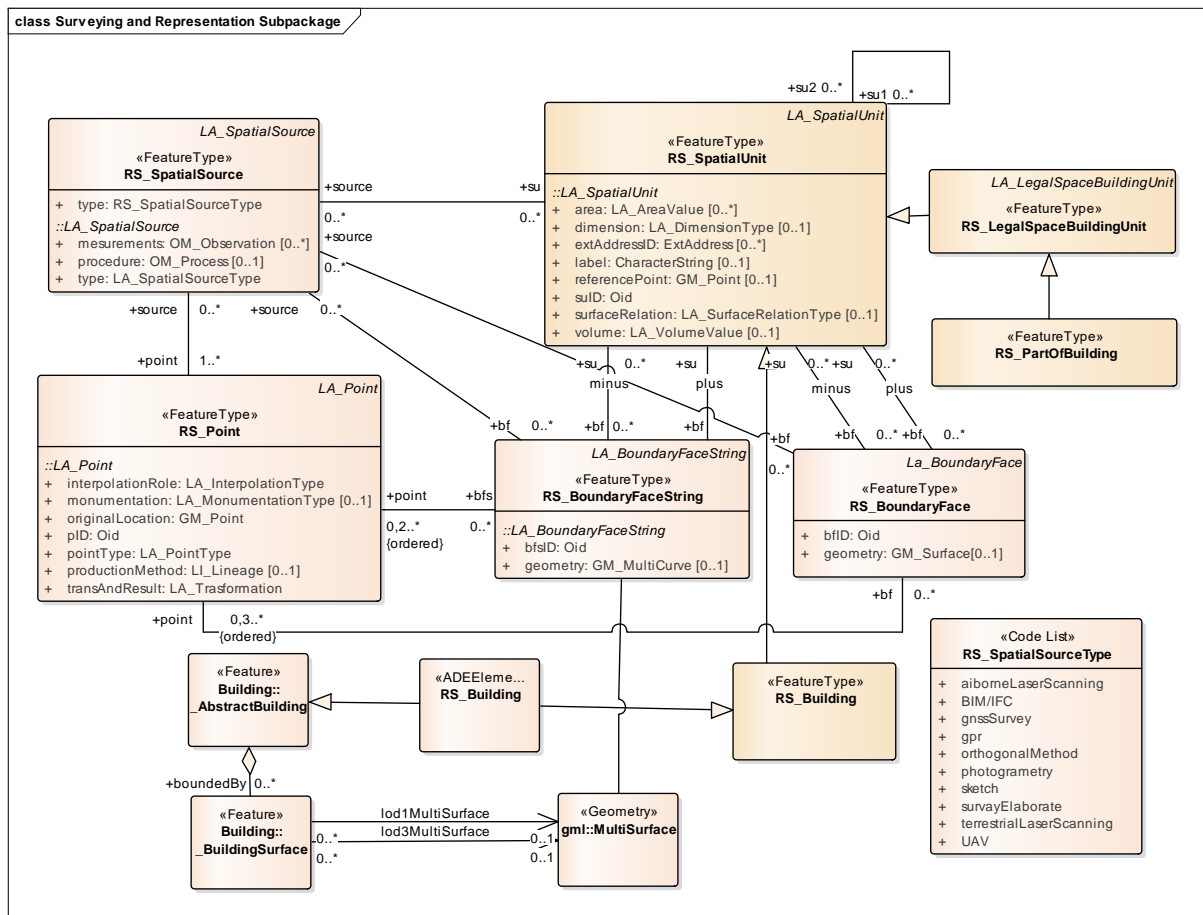 class Surveying and Representation Subpackage
+su2 0..*
+su1 0..*
LA_SpatialSource
«FeatureType»
RS_SpatialSource
+ type: RS_SpatialSourceType
::LA_SpatialSource
+ mesurements: OM_Observation [0..*]
+ procedure: OM_Process [0..1]
+ type: LA_SpatialSourceType
+source
0..*
+su
0..*
+source
0..*
LA_SpatialUnit
«FeatureType»
RS_SpatialUnit
::LA_SpatialUnit
+ area: LA_AreaValue [0..*]
+ dimension: LA_DimensionType [0..1]
+ extAddressID: ExtAddress [0..*]
+ label: CharacterString [0..1]
+ referencePoint: GM_Point [0..1]
+ suID: Oid
+ surfaceRelation: LA_SurfaceRelationType [0..1]
+ volume: LA_VolumeValue [0..1]
LA_LegalSpaceBuildingUnit
«FeatureType»
RS_LegalSpaceBuildingUnit
«FeatureType»
RS_PartOfBuilding
+source 0..*
+source 0..*
+point 1..*
+su 0..*
minus
+su
plus
+su 0..*
minus
+su
plus
+bf 0..*
+bf 0..*
+bf
+bf
0..*
+bf 0..*
+bf 0..*
LA_Point
«FeatureType»
RS_Point
::LA_Point
+ interpolationRole: LA_InterpolationType
+ monumentation: LA_MonumentationType [0..1]
+ originalLocation: GM_Point
+ pID: Oid
+ pointType: LA_PointType
+ productionMethod: LI_Lineage [0..1]
+ transAndResult: LA_Trasformation
+point
0,2..*
{ordered}
+bfs
0..*
LA_BoundaryFaceString
«FeatureType»
RS_BoundaryFaceString
::LA_BoundaryFaceString
+ bfsID: Oid
+ geometry: GM_MultiCurve [0..1]
La_BoundaryFace
«FeatureType»
RS_BoundaryFace
+ bfID: Oid
+ geometry: GM_Surface[0..1]
+bf 0..*
+point 0,3..*
{ordered}
«Feature»
Building::
_AbstractBuilding
«ADEEleme...
RS_Building
«FeatureType»
RS_Building
«Code List»
RS_SpatialSourceType
+ aiborneLaserScanning
+ BIM/IFC
+ gnssSurvey
+ gpr
+ orthogonalMethod
+ photogrametry
+ sketch
+ survayElaborate
+ terrestrialLaserScanning
+ UAV
+boundedBy 0..*
«Feature»
Building::
_BuildingSurface
lod1MultiSurface
0..* 0..1
lod3MultiSurface
0..* 0..1
«Geometry»
gml::MultiSurface